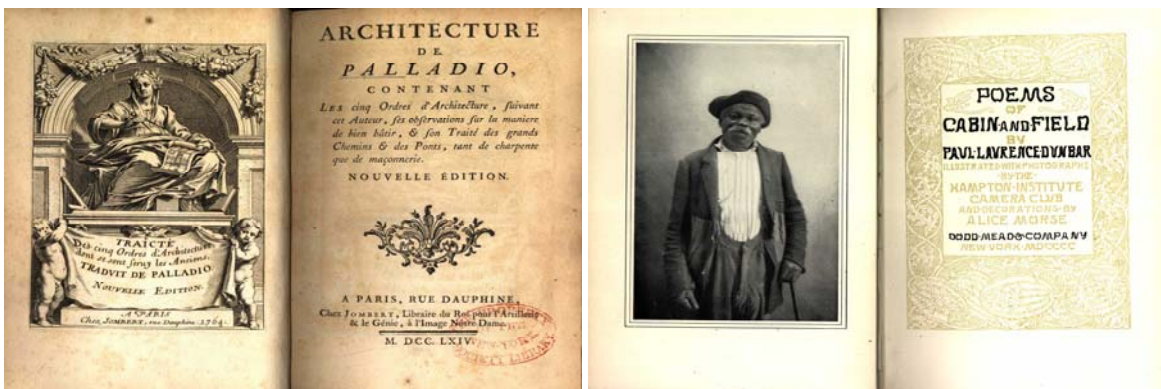 TRAICTÉ
Des cinq Ordres d'Architecture,
dont se sont seruy les Anciens.
TRADVIT DE PALLADIO
NOUVELLE EDITION.
A PARIS
Chez JOMBERT, rue Dauphine. 1764.
ARCHITECTURE
DE
PALLADIO,
CONTENANT
LES cinq Ordres d'Architecture, suivant
cet Auteur, ses observations sur la maniere
de bien bâtir, & son Traité des grands
Chemins & des Ponts, tant de charpente
que de maçonnerie.
NOUVELLE ÉDITION.
A PARIS, RUE DAUPHINE,
Chez JOMBERT, Libraire du Roi pour l'Artillerie
& le Génie, à l'Image Notre Dame.
M. DCC. LXIV.
LIBRARY
POEMS
OF
CABIN AND FIELD
BY
PAUL·LAVRENCE·DVNBAR
ILLUSTRATED·WITH·PHOTOGRAPHS
·BY·THE·
HAMPTON·INSTITUTE
CAMERA CLUB
AND·DECORATIONS·BY
ALICE MORSE
DODD·MEAD&COMPANY
NEW YORK·MDCCCC